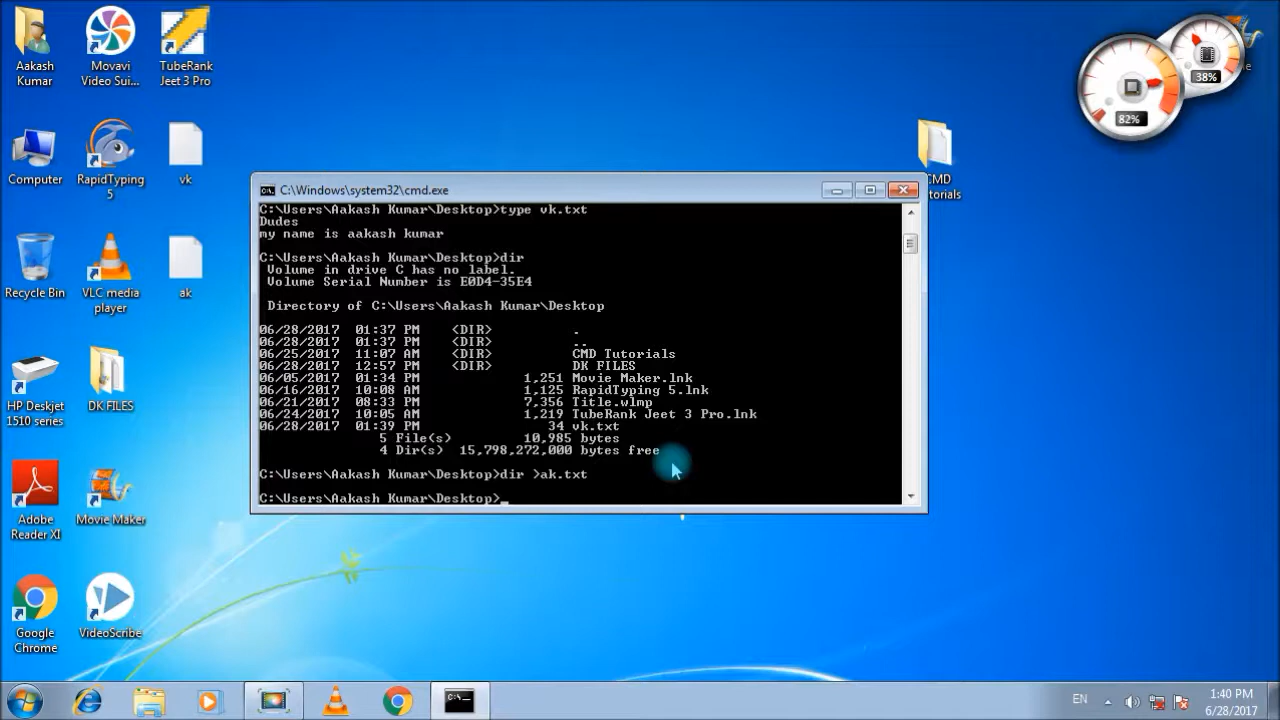 Aakash
Kumar
Movavi
Video Sui...
TubeRank
Jeet 3 Pro
38%
82%
Computer
RapidTyping
5
vk
CMD
torials
C:\Windows\system32\cmd.exe
C:\Users\Aakash Kumar\Desktop>type vk.txt
Dudes
my name is aakash kumar
C:\Users\Aakash Kumar\Desktop>dir
Volume in drive C has no label.
Volume Serial Number is E0D4-35E4
Directory of C:\Users\Aakash Kumar\Desktop
06/28/2017 01:37 PM <DIR> .
06/28/2017 01:37 PM <DIR> ..
06/25/2017 11:07 AM <DIR> CMD Tutorials
06/28/2017 12:57 PM <DIR> DK FILES
06/05/2017 01:34 PM 1,251 Movie Maker.lnk
06/16/2017 10:08 AM 1,125 RapidTyping 5.lnk
06/21/2017 08:33 PM 7,356 Title.wlmp
06/24/2017 10:05 AM 1,219 TubeRank Jeet 3 Pro.lnk
06/28/2017 01:39 PM 34 vk.txt
5 File(s) 10,985 bytes
4 Dir(s) 15,798,272,000 bytes free
C:\Users\Aakash Kumar\Desktop>dir >ak.txt
C:\Users\Aakash Kumar\Desktop>_
Recycle Bin
VLC media
player
ak
HP Deskjet
1510 series
DK FILES
Adobe
Reader XI
Movie Maker
Google
Chrome
VideoScribe
EN
1:40 PM
6/28/2017